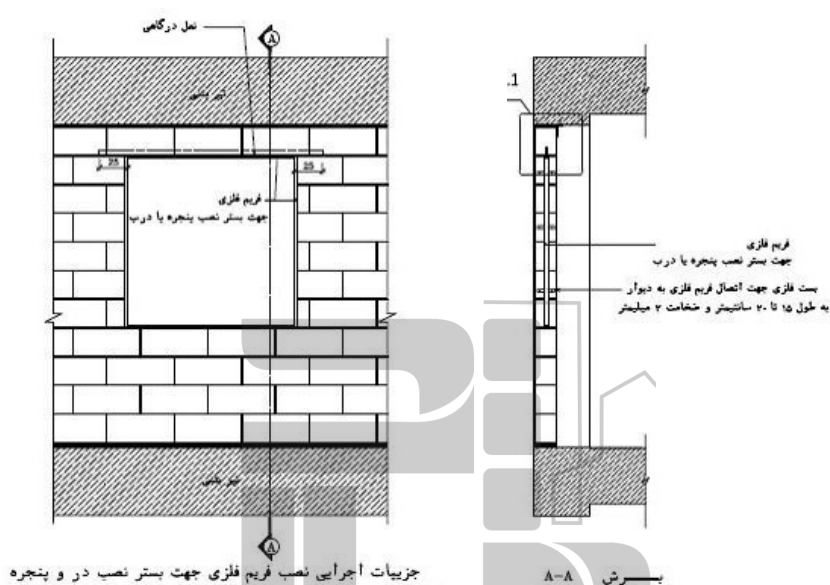 نعل درگاهی
A
تیر بتنی
25
25
فریم فلزی
جهت بستر نصب پنجره یا درب
تیر بتنی
A
جزییات اجرایی نصب فریم فلزی جهت بستر نصب در و پنجره
.1
فریم فلزی
جهت بستر نصب پنجره یا درب
بست فلزی جهت اتصال فریم فلزی به دیوار
به طول ۱۵ تا ۲۰ سانتیمتر و ضخامت ۲ میلیمتر
برش A-A